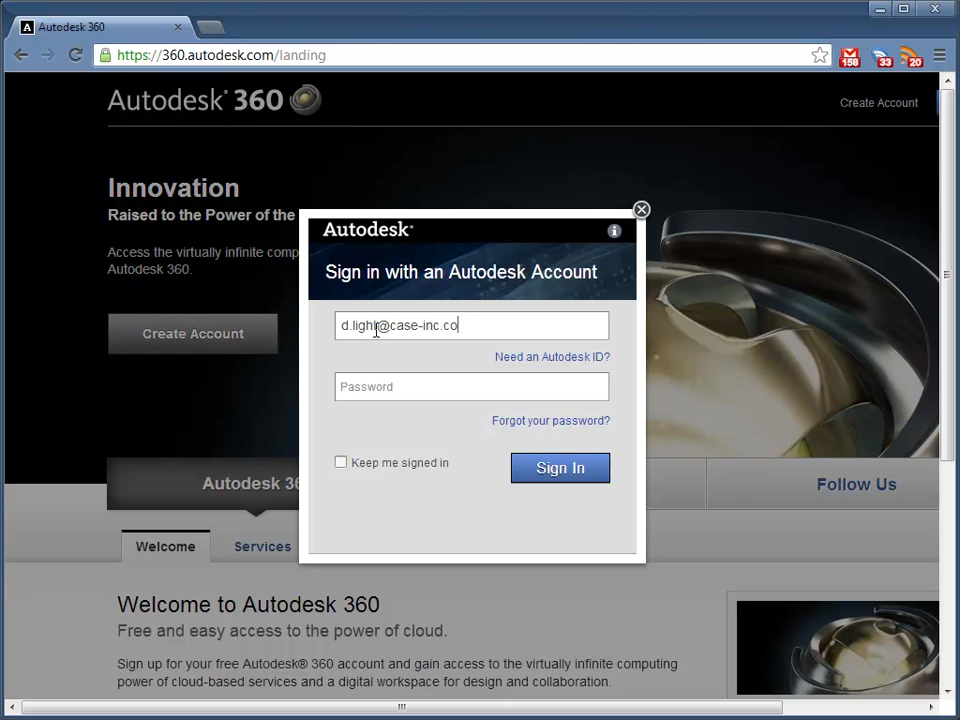 Autodesk 360
https://360.autodesk.com/landing
158
33
20
Autodesk® 360
Create Account
Innovation
Raised to the Power of the
Access the virtually infinite comp
Autodesk 360.
Create Account
Autodesk®
Sign in with an Autodesk Account
d.light@case-inc.co
Need an Autodesk ID?
Password
Forgot your password?
Keep me signed in
Sign In
Autodesk 36
Follow Us
Welcome
Services
Welcome to Autodesk 360
Free and easy access to the power of cloud.
Sign up for your free Autodesk® 360 account and gain access to the virtually infinite computing
power of cloud-based services and a digital workspace for design and collaboration.